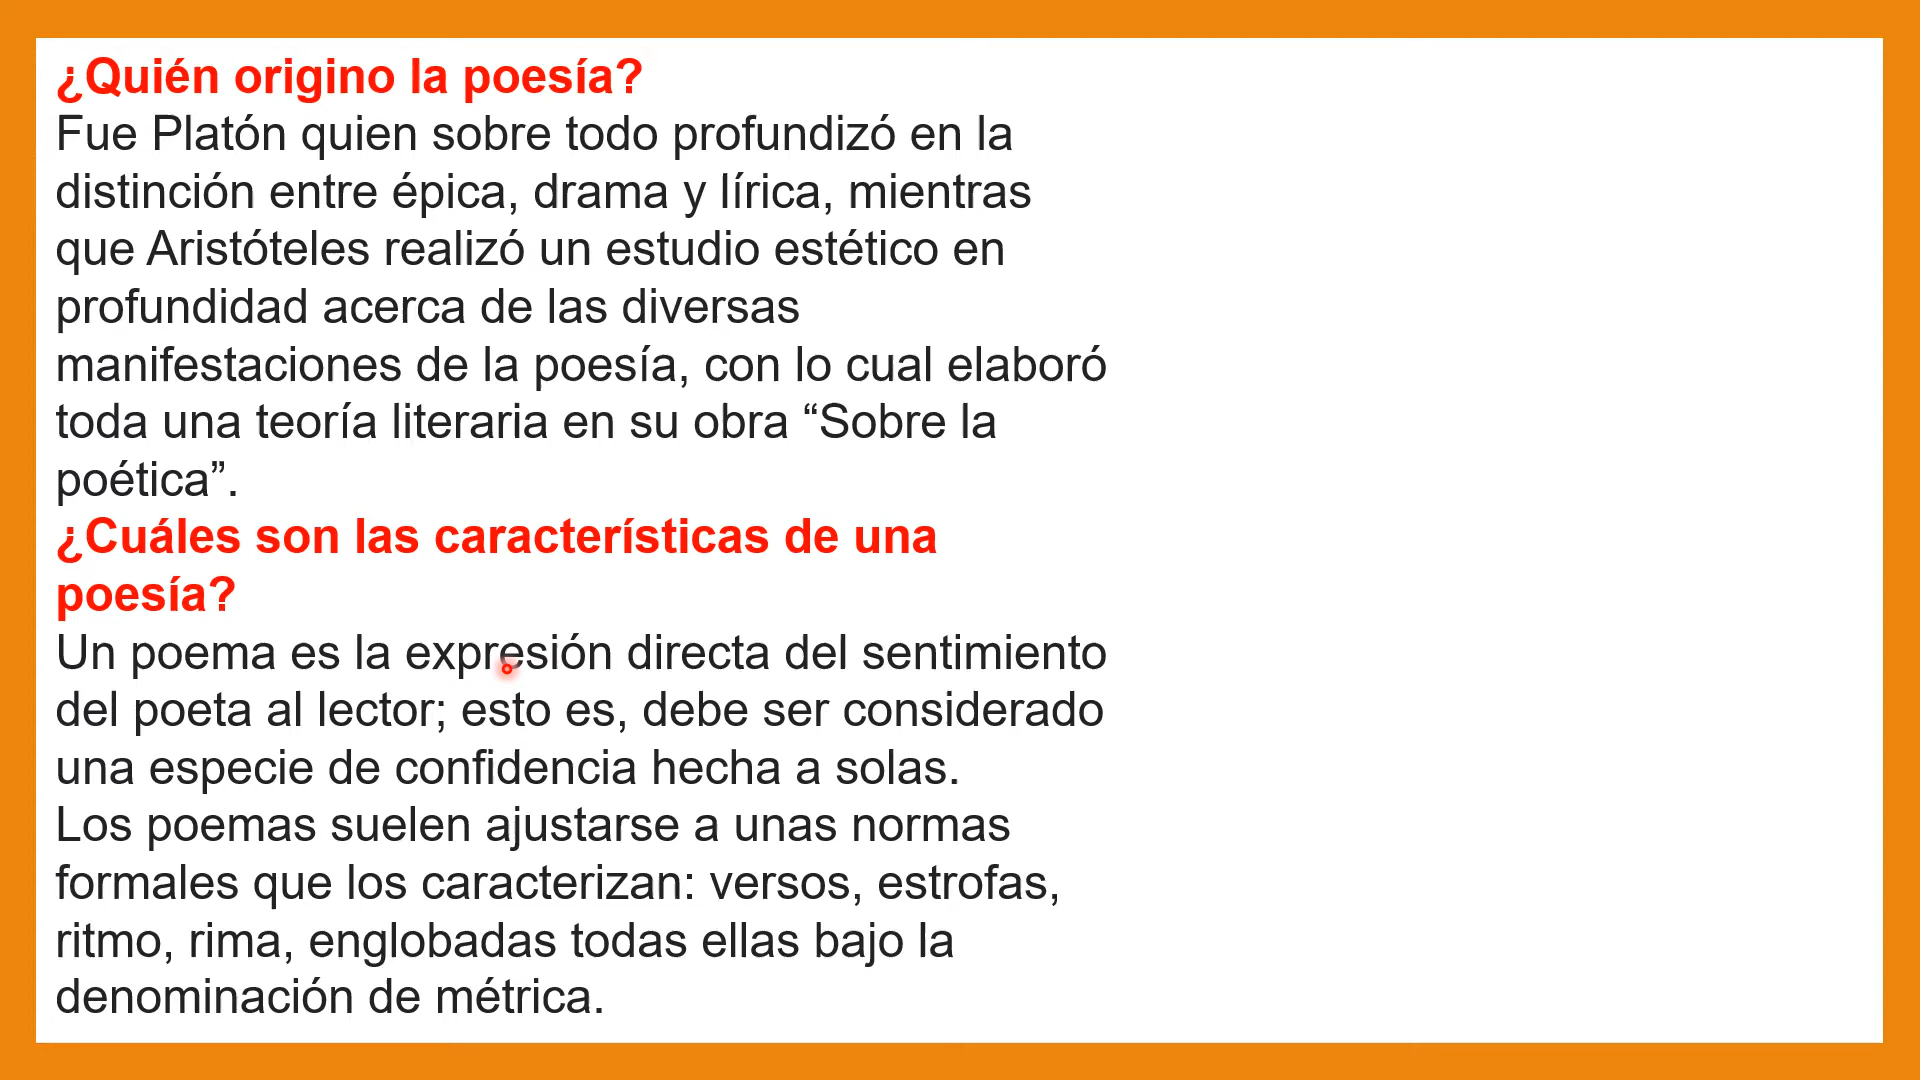 ¿Quién origino la poesía?
Fue Platón quien sobre todo profundizó en la
distinción entre épica, drama y lírica, mientras
que Aristóteles realizó un estudio estético en
profundidad acerca de las diversas
manifestaciones de la poesía, con lo cual elaboró
toda una teoría literaria en su obra “Sobre la
poética”.
¿Cuáles son las características de una
poesía?
Un poema es la expresión directa del sentimiento
del poeta al lector; esto es, debe ser considerado
una especie de confidencia hecha a solas.
Los poemas suelen ajustarse a unas normas
formales que los caracterizan: versos, estrofas,
ritmo, rima, englobadas todas ellas bajo la
denominación de métrica.